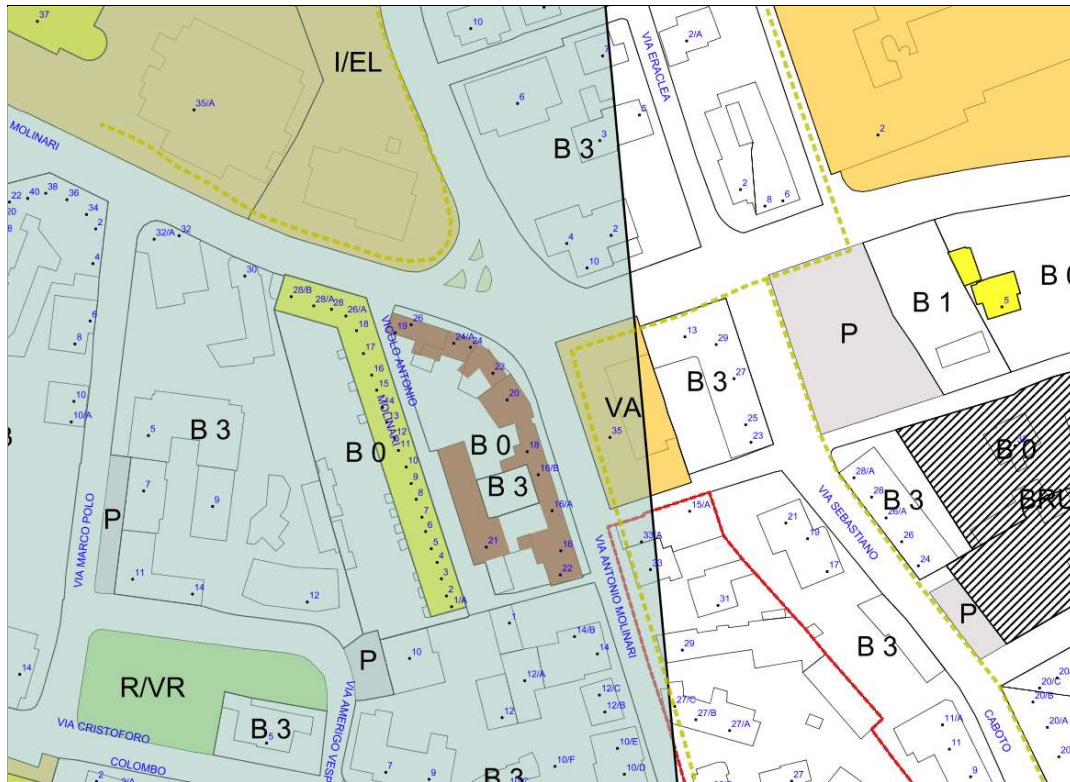 37
10
7
2/A
VIA ERACLEA
I/EL
6
5
35/A
3
2
B 3
MOLINARI
22
40
38
36
20
34
2
2
8
6
8
32/A
32
4
2
4
10
30
B 0
28/B
28/A
28
26/A
5
B 1
18
19
26
VICOLO ANTONIO
MOLINARI
6
8
24/A
24
13
29
P
17
22
B 3
27
16
15
20
10
14
VA
10/A
13
25
5
B 3
12
35
23
11
B 0
B 0
18
B 0
10
16/B
28/A
9
B 3
7
8
28
B 3
BRU
P
9
7
16/A
15/A
26/A
VIA SEBASTIANO
6
21
VIA MARCO POLO
5
21
33/A
19
26
4
16
VIA ANTONIO MOLINARI
33
24
11
3
22
17
14
2
12
1/A
31
P
1
14/B
29
14
B 3
P
10
R/VR
14
12/A
20/C
12/C
20/B
27/C
12/B
27/B
VIA CRISTOFORO
B 3
12
27/A
11/A
20/A
5
VIA AMERIGO VESP
CABOTO
10/E
11
20
COLOMBO
10/F
7
9
10/D
27
9
2
B 3